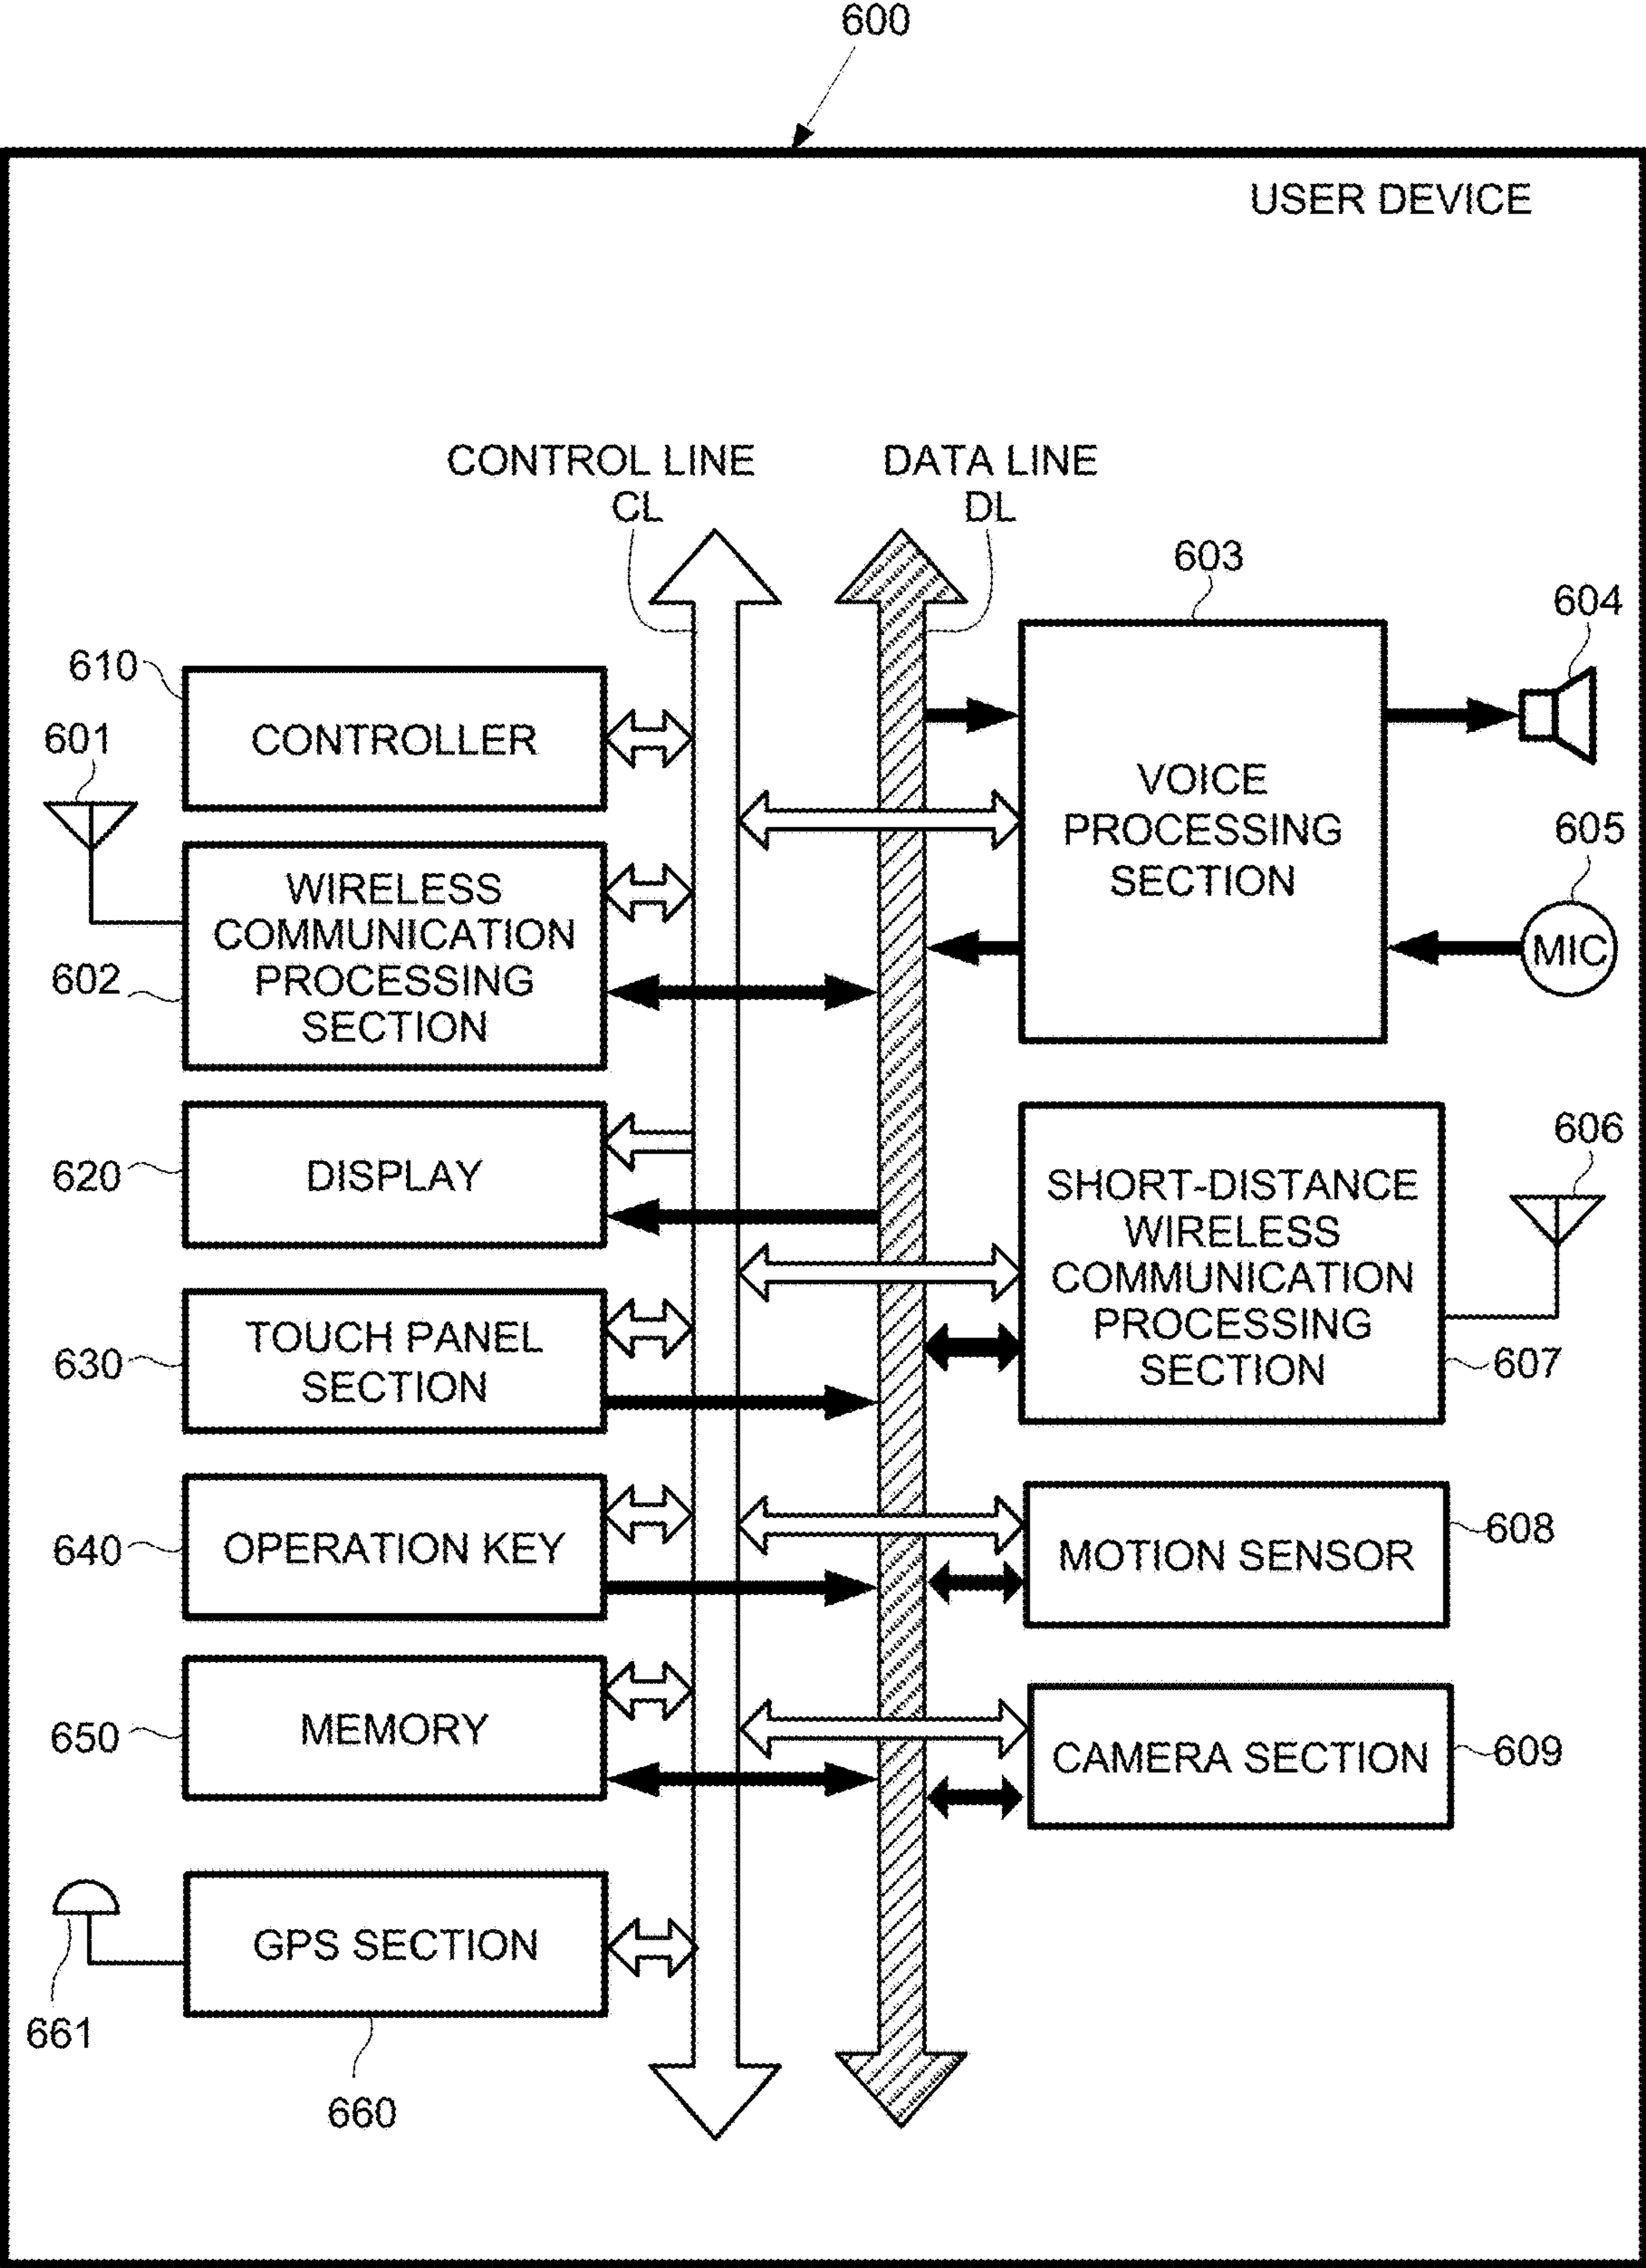 600
USER DEVICE
CONTROL LINE
CL
DATA LINE
DL
603
604
610
601
CONTROLLER
VOICE
PROCESSING
SECTION
605
MIC
WIRELESS
COMMUNICATION
PROCESSING
SECTION
602
606
620
DISPLAY
SHORT-DISTANCE
WIRELESS
COMMUNICATION
PROCESSING
SECTION
607
630
TOUCH PANEL
SECTION
640
OPERATION KEY
MOTION SENSOR
608
650
MEMORY
CAMERA SECTION
609
GPS SECTION
661
660